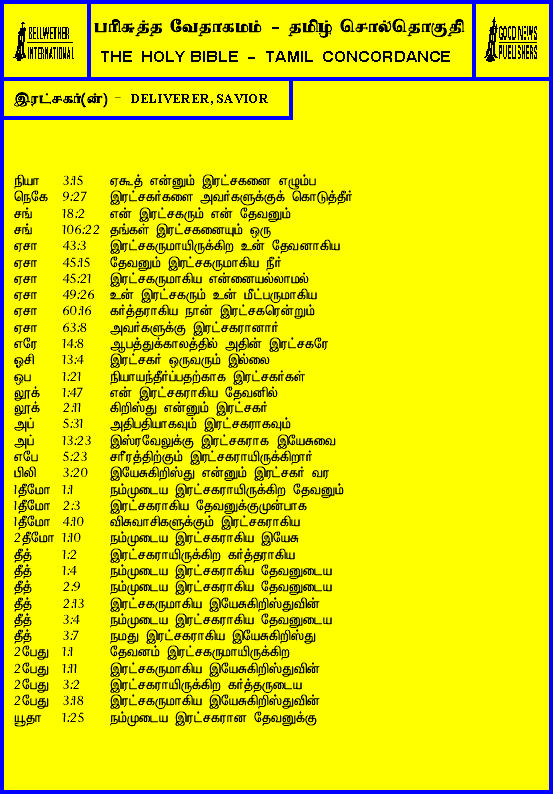 BELLWETHER
INTERNATIONAL
பரிசுத்த வேதாகமம் - தமிழ் சொல்தொகுதி
THE HOLY BIBLE - TAMIL CONCORDANCE
GOOD NEWS
PUBLISHERS
இரட்சகர்(ன்) - DELIVERER, SAVIOR
நியா 3:15 ஏகூத் என்னும் இரட்சகனை எழும்ப
நெகே 9:27 இரட்சகர்களை அவர்களுக்குக் கொடுத்தீர்
சங் 18:2 என் இரட்சகரும் என் தேவனும்
சங் 106:22 தங்கள் இரட்சகனையும் ஒரு
ஏசா 43:3 இரட்சகருமாயிருக்கிற உன் தேவனாகிய
ஏசா 45:15 தேவனும் இரட்சகருமாகிய நீர்
ஏசா 45:21 இரட்சகருமாகிய என்னையல்லாமல்
ஏசா 49:26 உன் இரட்சகரும் உன் மீட்பருமாகிய
ஏசா 60:16 கர்த்தராகிய நான் இரட்சகரென்றும்
ஏசா 63:8 அவர்களுக்கு இரட்சகரானார்
எரே 14:8 ஆபத்துக்காலத்தில் அதின் இரட்சகரே
ஓசி 13:4 இரட்சகர் ஒருவரும் இல்லை
ஒப 1:21 நியாயந்தீர்ப்பதற்காக இரட்சகர்கள்
லூக் 1:47 என் இரட்சகராகிய தேவனில்
லூக் 2:11 கிறிஸ்து என்னும் இரட்சகர்
அப் 5:31 அதிபதியாகவும் இரட்சகராகவும்
அப் 13:23 இஸ்ரவேலுக்கு இரட்சகராக இயேசுவை
எபே 5:23 சரீரத்திற்கும் இரட்சகராயிருக்கிறார்
பிலி 3:20 இயேசுகிறிஸ்து என்னும் இரட்சகர் வர
1தீமோ 1:1 நம்முடைய இரட்சகராயிருக்கிற தேவனும்
1தீமோ 2:3 இரட்சகராகிய தேவனுக்குமுன்பாக
1தீமோ 4:10 விசுவாசிகளுக்கும் இரட்சகராகிய
2தீமோ 1:10 நம்முடைய இரட்சகராகிய இயேசு
தீத் 1:2 இரட்சகராயிருக்கிற கர்த்தராகிய
தீத் 1:4 நம்முடைய இரட்சகராகிய தேவனுடைய
தீத் 2:9 நம்முடைய இரட்சகராகிய தேவனுடைய
தீத் 2:13 இரட்சகருமாகிய இயேசுகிறிஸ்துவின்
தீத் 3:4 நம்முடைய இரட்சகராகிய தேவனுடைய
தீத் 3:7 நமது இரட்சகராகிய இயேசுகிறிஸ்து
2பேது 1:1 தேவனம் இரட்சகருமாயிருக்கிற
2பேது 1:11 இரட்சகருமாகிய இயேசுகிறிஸ்துவின்
2பேது 3:2 இரட்சகராயிருக்கிற கர்த்தருடைய
2பேது 3:18 இரட்சகருமாகிய இயேசுகிறிஸ்துவின்
யூதா 1:25 நம்முடைய இரட்சகரான தேவனுக்கு